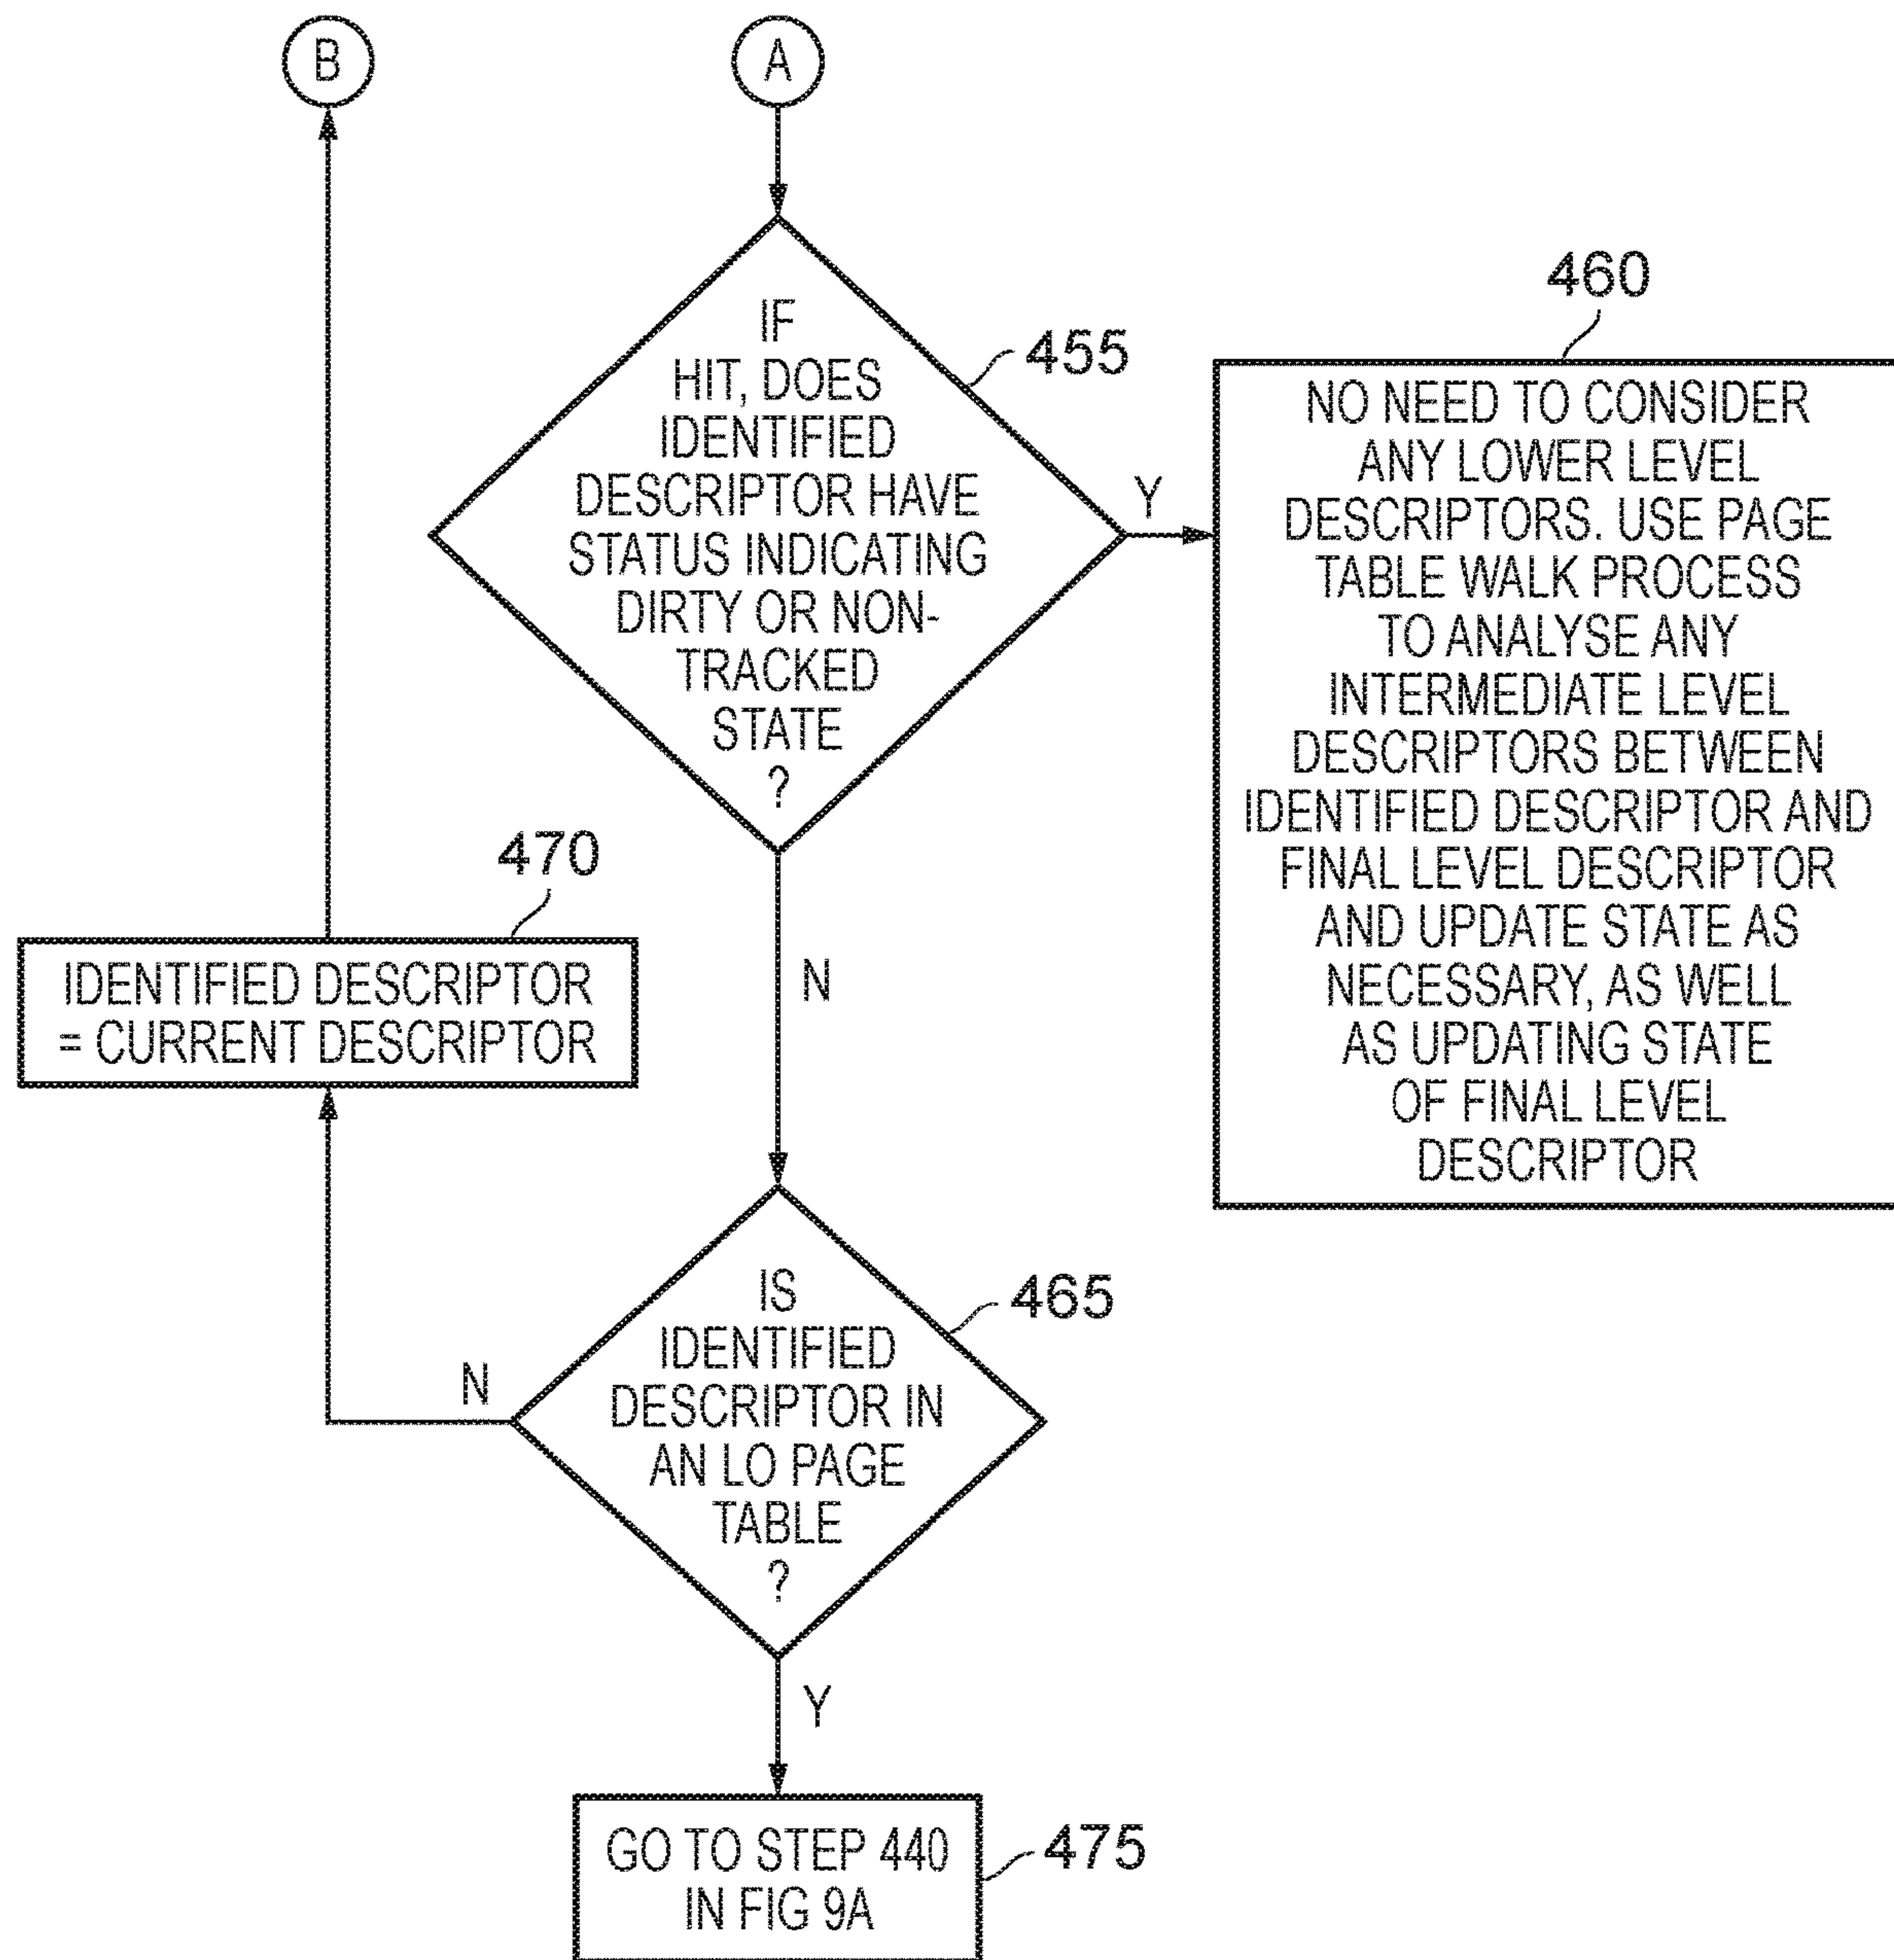 B
A
IF
HIT, DOES
IDENTIFIED
DESCRIPTOR HAVE
STATUS INDICATING
DIRTY OR NON-
TRACKED
STATE
?
455
Y
460
NO NEED TO CONSIDER
ANY LOWER LEVEL
DESCRIPTORS. USE PAGE
TABLE WALK PROCESS
TO ANALYSE ANY
INTERMEDIATE LEVEL
DESCRIPTORS BETWEEN
IDENTIFIED DESCRIPTOR AND
FINAL LEVEL DESCRIPTOR
AND UPDATE STATE AS
NECESSARY, AS WELL
AS UPDATING STATE
OF FINAL LEVEL
DESCRIPTOR
470
IDENTIFIED DESCRIPTOR
= CURRENT DESCRIPTOR
N
IS
IDENTIFIED
DESCRIPTOR IN
AN LO PAGE
TABLE
?
465
N
Y
GO TO STEP 440
IN FIG 9A
475